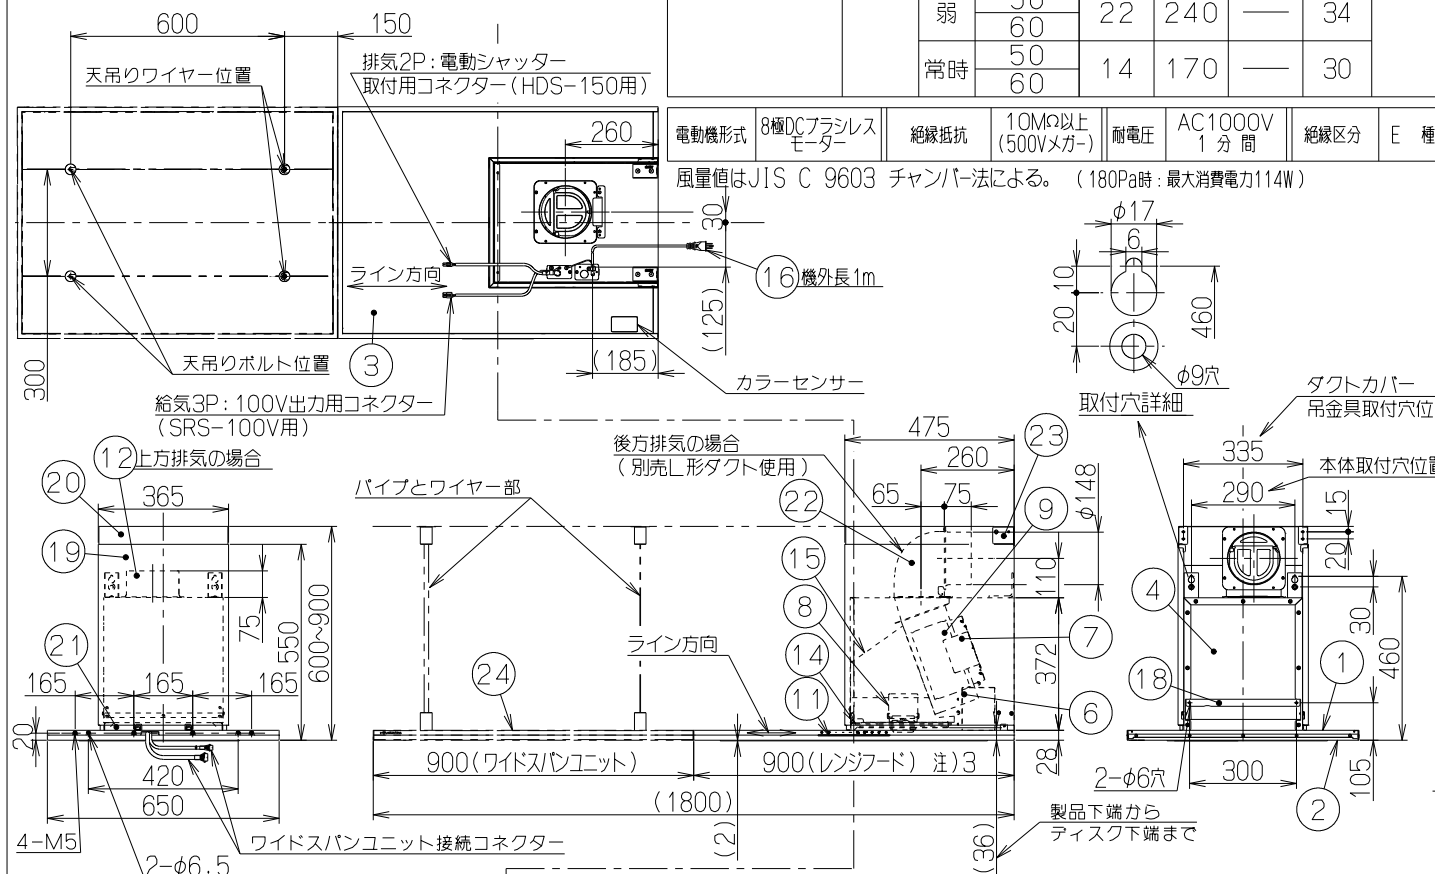 弱
60
22 240 — 34
常時
50
60
14 170 — 30
電動機形式
8極DCブラシレス
モーター
絶縁抵抗
10MΩ以上
(500Vメガー)
耐電圧
AC1000V
1分間
絶縁区分
E 種
風量値はJIS C 9603 チャンバー法による。 (180Pa時:最大消費電力114W)
600
150
天吊りワイヤー位置
排気2P:電動シャッター
取付用コネクター(HDS-150用)
260
30
ライン方向
16
機外長1m
(125)
3
(185)
300
天吊りボルト位置
カラーセンサー
給気3P:100V出力用コネクター
(SRS-100V用)
φ17
6
10
20
460
φ9穴
取付穴詳細
ダクトカバー
吊金具取付穴位
本体取付穴位置
12
上方排気の場合
20
365
19
75
550
600~900
21
165
165
165
20
420
650
4-M5
2-φ6.5
ワイドスパンユニット接続コネクター
パイプとワイヤー部
24
ライン方向
900(ワイドスパンユニット)
900(レンジフード) 注)3
(1800)
(2)
後方排気の場合
(別売L形ダクト使用)
475
260
65
75
23
22
9
φ148
110
15
8
14
11
7
6
372
28
(36)
製品下端から
ディスク下端まで
335
290
15
20
4
30
460
1
18
105
2-φ6穴
300
2